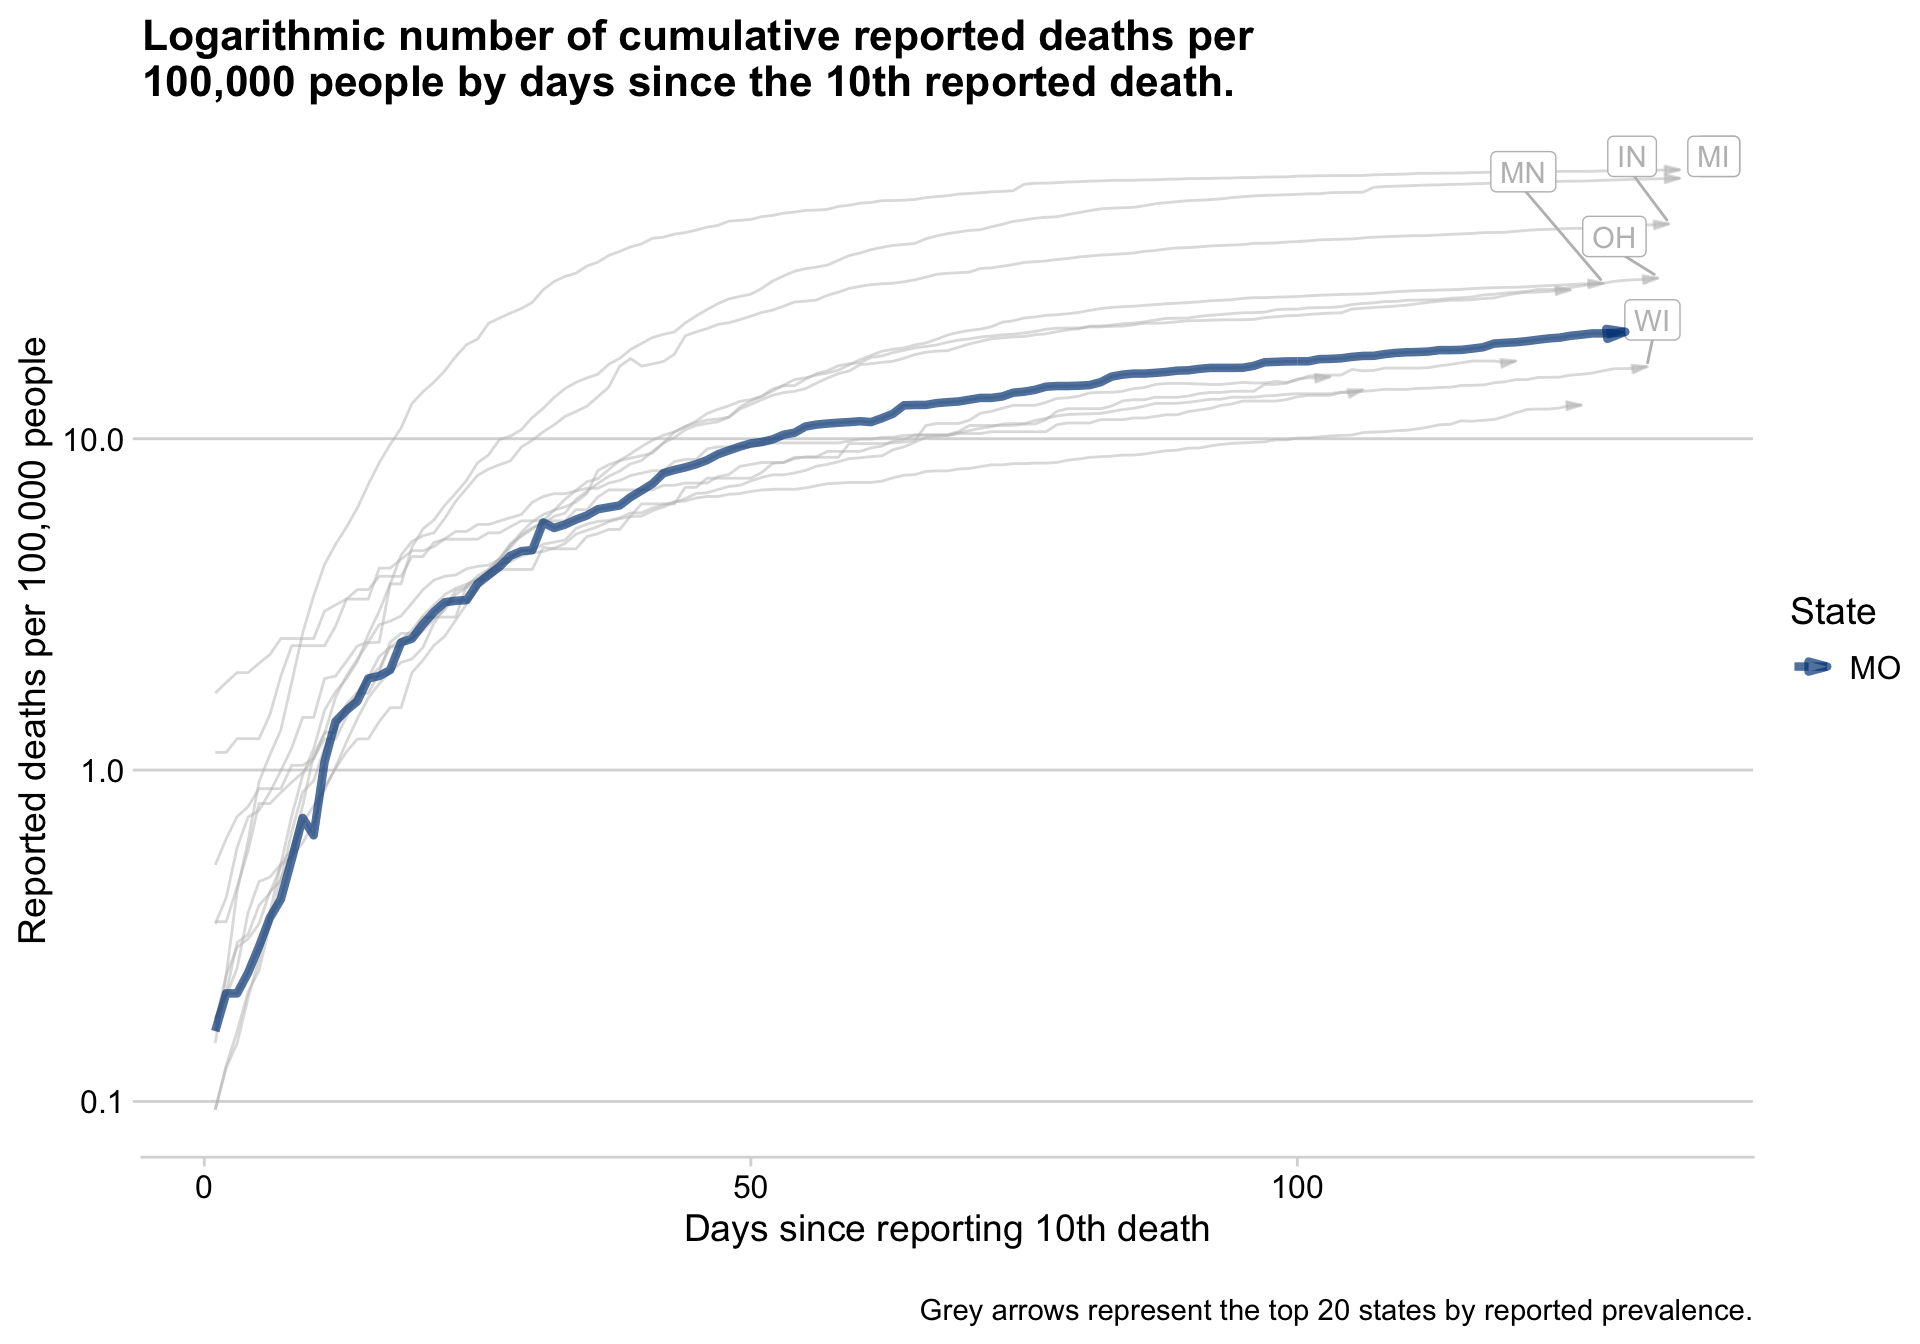 Logarithmic number of cumulative reported deaths per
100,000 people by days since the 10th reported death.
MN
IN
MI
OH
WI
Reported deaths per 100,000 people
10.0
1.0
0.1
0
50
100
Days since reporting 10th death
State
MO
Grey arrows represent the top 20 states by reported prevalence.